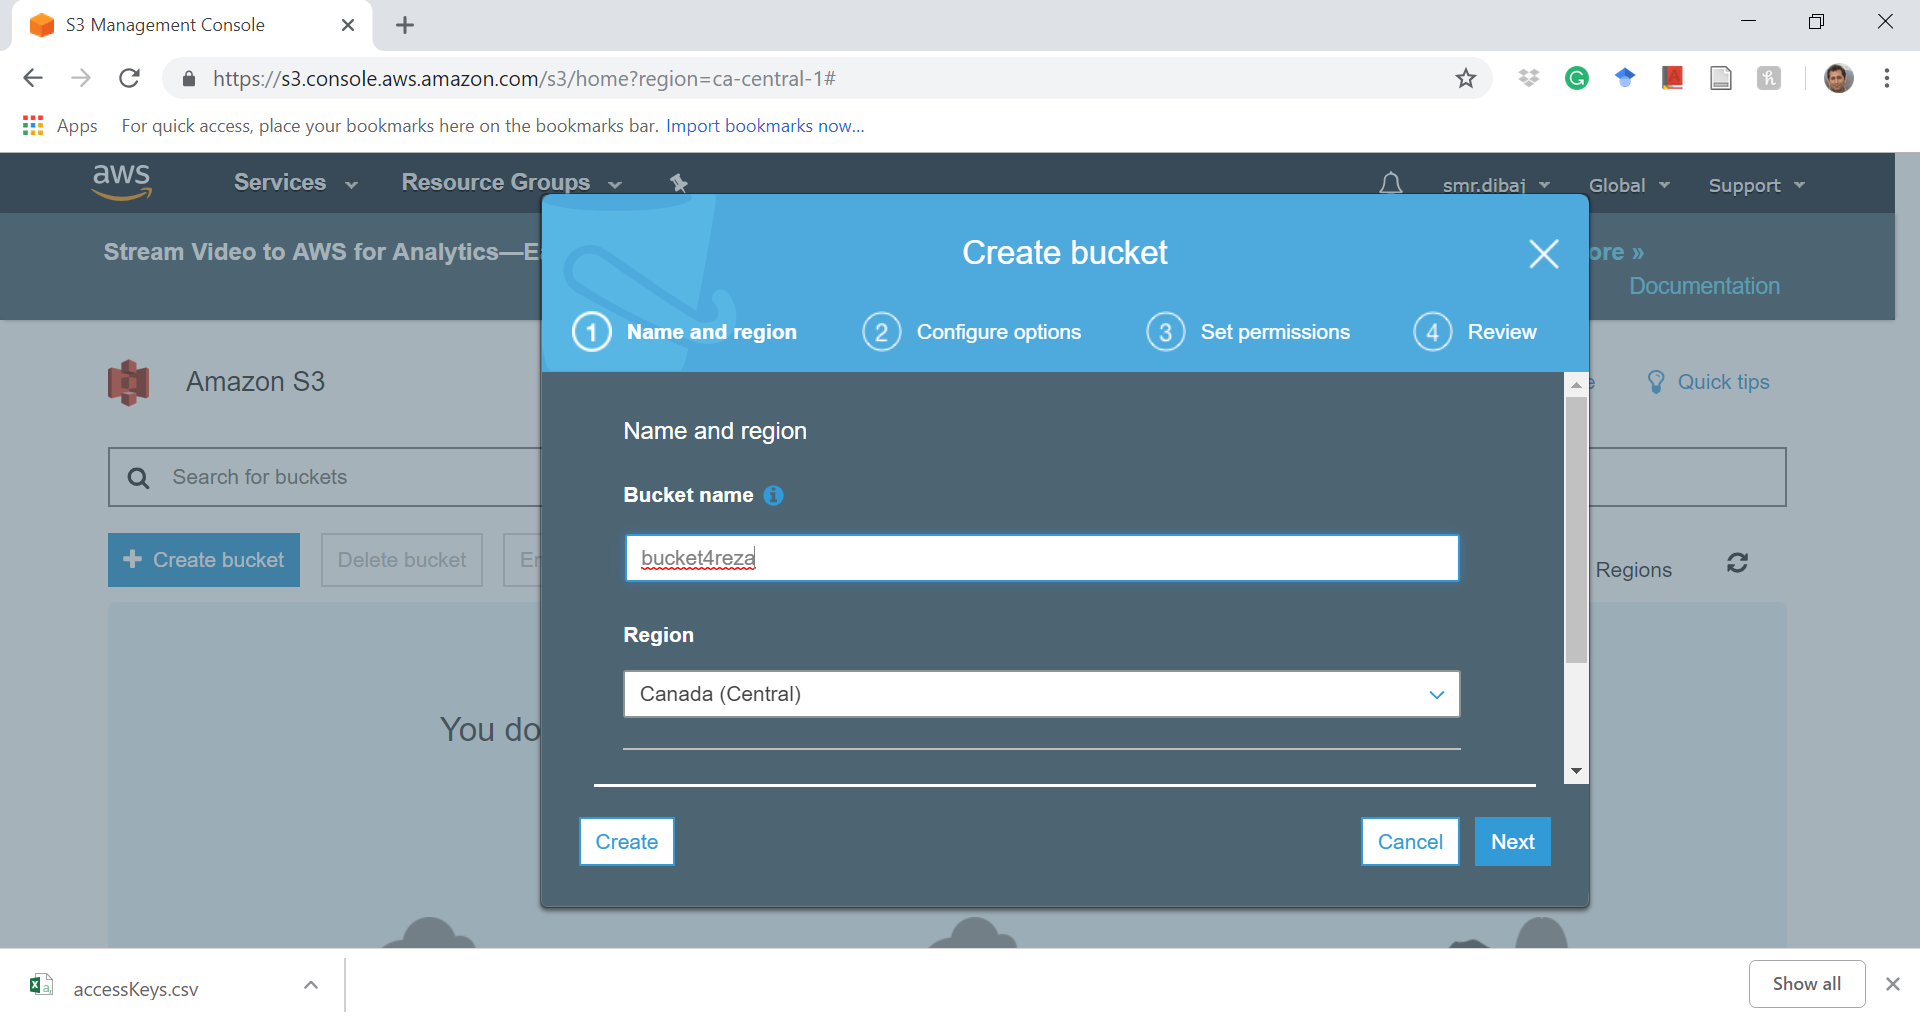 S3 Management Console
https://s3.console.aws.amazon.com/s3/home?region=ca-central-1#
Apps For quick access, place your bookmarks here on the bookmarks bar. Import bookmarks now...
aws Services Resource Groups smr.dibaj Global Support
Stream Video to AWS for Analytics—E
ore »
Documentation
Create bucket
1 Name and region 2 Configure options 3 Set permissions 4 Review
Amazon S3
Quick tips
Name and region
Search for buckets
Bucket name
Create bucket Delete bucket
bucket4reza
Regions
Region
Canada (Central)
You do
Create Cancel Next
accessKeys.csv
Show all